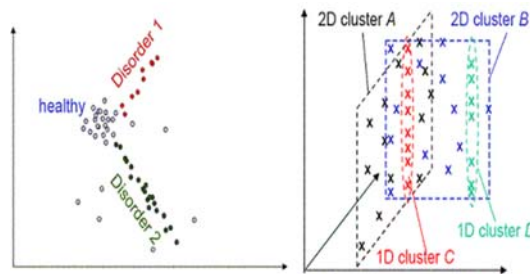 Disorder 1
healthy
Disorder 2
2D cluster A
2D cluster B
1D cluster C
1D cluster D